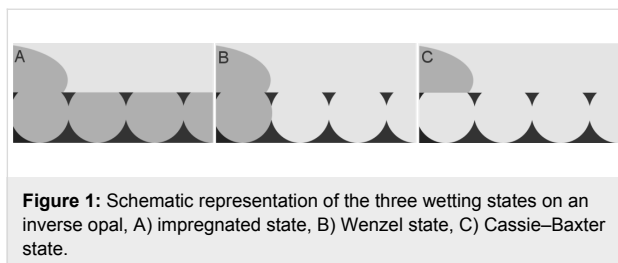 A B C
Figure 1: Schematic representation of the three wetting states on an
inverse opal, A) impregnated state, B) Wenzel state, C) Cassie–Baxter
state.